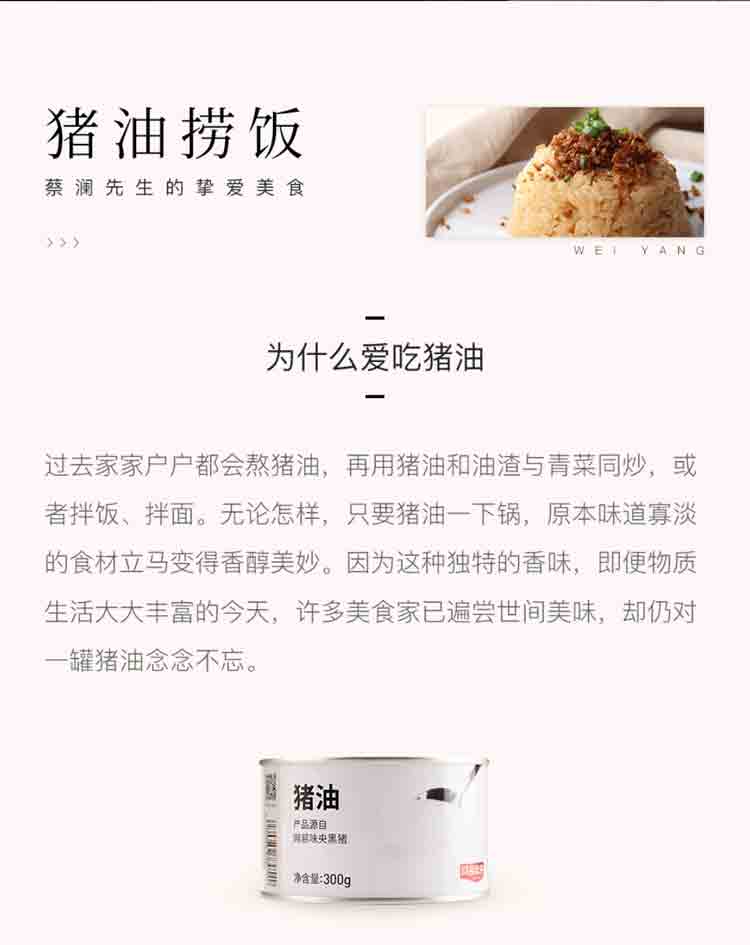 猪油捞饭
蔡澜先生的挚爱美食
>>>
WEI YANG
为什么爱吃猪油
过去家家户户都会熬猪油，再用猪油和油渣与青菜同炒，或
者拌饭、拌面。无论怎样，只要猪油一下锅，原本味道寡淡
的食材立马变得香醇美妙。因为这种独特的香味，即便物质
生活大大丰富的今天，许多美食家已遍尝世间美味，却仍对
一罐猪油念念不忘。
猪油
产品源自
网易味央黑猪
净含量:300g